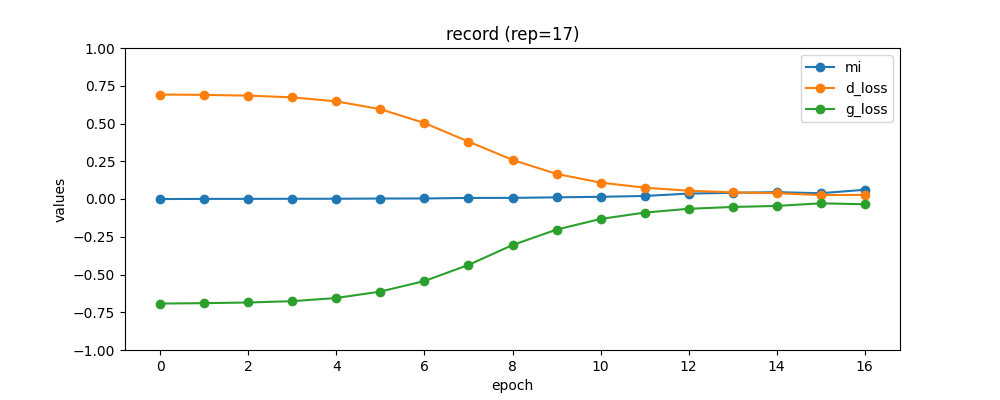 record (rep=17)
1.00
0.75
0.50
0.25
0.00
−0.25
−0.50
−0.75
−1.00
values
mi
d_loss
g_loss
0 2 4 6 8 10 12 14 16
epoch